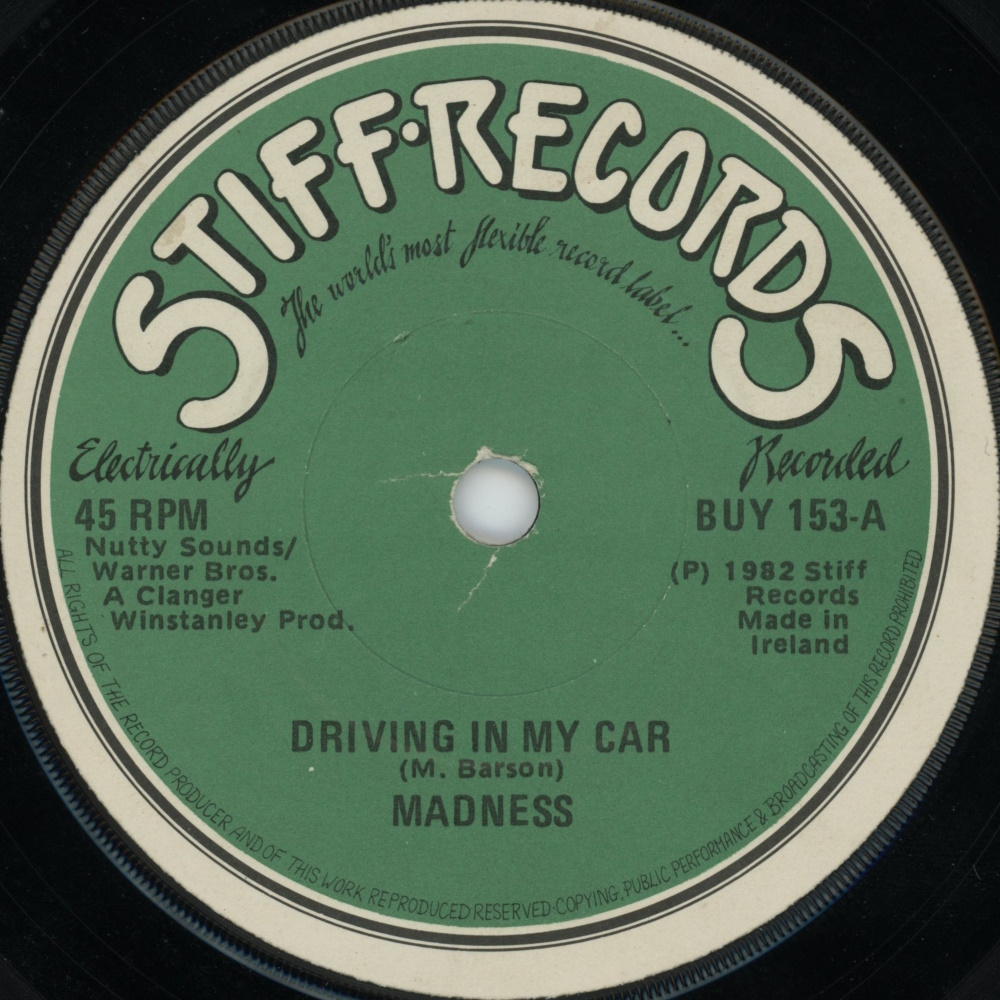 STIFF·RECORDS
The world's most flexible record label...
Electrically
Recorded
45 RPM
Nutty Sounds/
Warner Bros.
A Clanger
Winstanley Prod.
BUY 153-A
(P) 1982 Stiff
Records
Made in
Ireland
DRIVING IN MY CAR
(M. Barson)
MADNESS
ALL RIGHTS OF THE RECORD PRODUCER AND OF THIS WORK REPRODUCED RESERVED·COPYING, PUBLIC PERFORMANCE & BROADCASTING OF THIS RECORD PROHIBITED